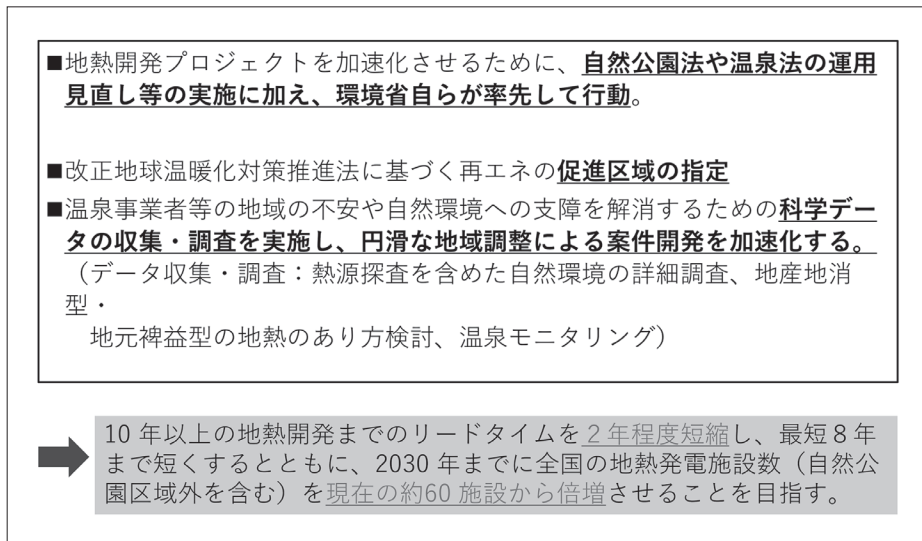 ■地熱開発プロジェクトを加速化させるために、自然公園法や温泉法の運用
見直し等の実施に加え、環境省自らが率先して行動。
■改正地球温暖化対策推進法に基づく再エネの促進区域の指定
■温泉事業者等の地域の不安や自然環境への支障を解消するための科学デー
タの収集・調査を実施し、円滑な地域調整による案件開発を加速化する。
（データ収集・調査：熱源探査を含めた自然環境の詳細調査、地産地消
型・
地元裨益型の地熱のあり方検討、温泉モニタリング）
10 年以上の地熱開発までのリードタイムを２年程度短縮し、最短８年
まで短くするとともに、2030 年までに全国の地熱発電施設数（自然公
園区域外を含む）を現在の約60 施設から倍増させることを目指す。